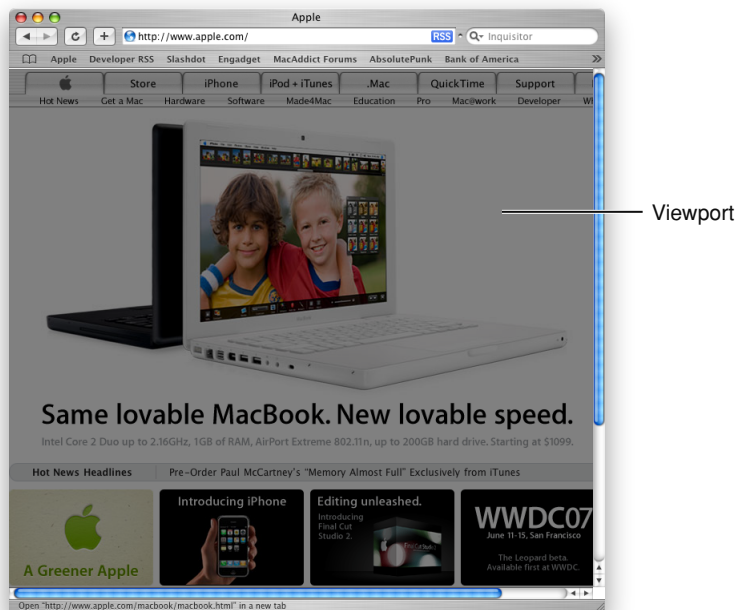 Apple
http://www.apple.com/ RSS Inquisitor
Apple Developer RSS Slashdot Engadget MacAddict Forums AbsolutePunk Bank of America »
Store iPhone iPod + iTunes .Mac QuickTime Support
Hot News Get a Mac Hardware Software Made4Mac Education Pro Mac@work Developer
Viewport
Same lovable MacBook. New lovable speed.
Intel Core 2 Duo up to 2.16GHz, 1GB of RAM, AirPort Extreme 802.11n, up to 200GB hard drive. Starting at $1099.
Hot News Headlines Pre-Order Paul McCartney's "Memory Almost Full" Exclusively from iTunes
A Greener Apple
Introducing iPhone
Editing unleashed.
Introducing
Final Cut
Studio 2.
WWDC07
June 11-15, San Francisco
The Leopard beta.
Available first at WWDC.
Open "http://www.apple.com/macbook/macbook.html" in a new tab